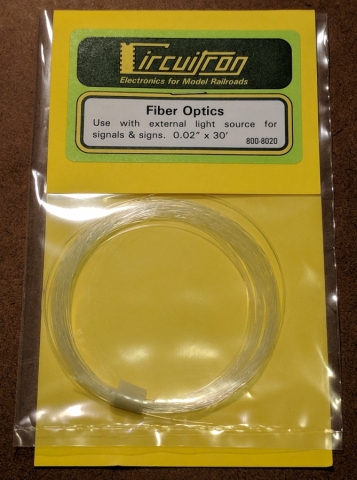 Circuitron
Electronics for Model Railroads
Fiber Optics
Use with external light source for
signals & signs. 0.02" x 30'
800-8020